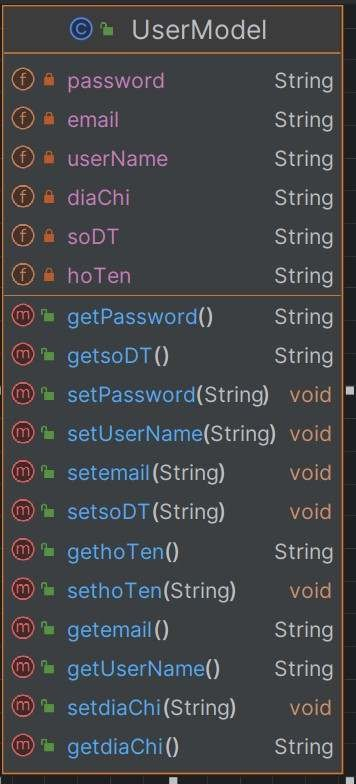 UserModel
password String
email String
userName String
diaChi String
soDT String
hoTen String
getPassword() String
getsoDT() String
setPassword(String) void
setUserName(String) void
setemail(String) void
setsoDT(String) void
gethoTen() String
sethoTen(String) void
getemail() String
getUserName() String
setdiaChi(String) void
getdiaChi() String